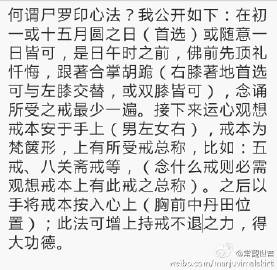 何谓尸罗印心法？我公开如下：在初
一或十五月圆之日（首选）或随意
一日皆可，是日午时之前，佛前先顶礼
忏悔，跟著合掌胡跪（右膝著地首选
可与左膝交替，或双膝皆可），念诵
所受之戒最少一遍。接下来运心观想
戒本安于手上（男左女右），戒本为
梵箧形，上有所受戒总称，比如：五
戒、八关斋戒等，（念什么戒则必需
观想戒本上有此戒之总称）。之后以
手将戒本按入心上（胸前中丹田位
置）；此法可增上持戒不退之力，得
大功德。
weibo.com/manjuvimalshirt